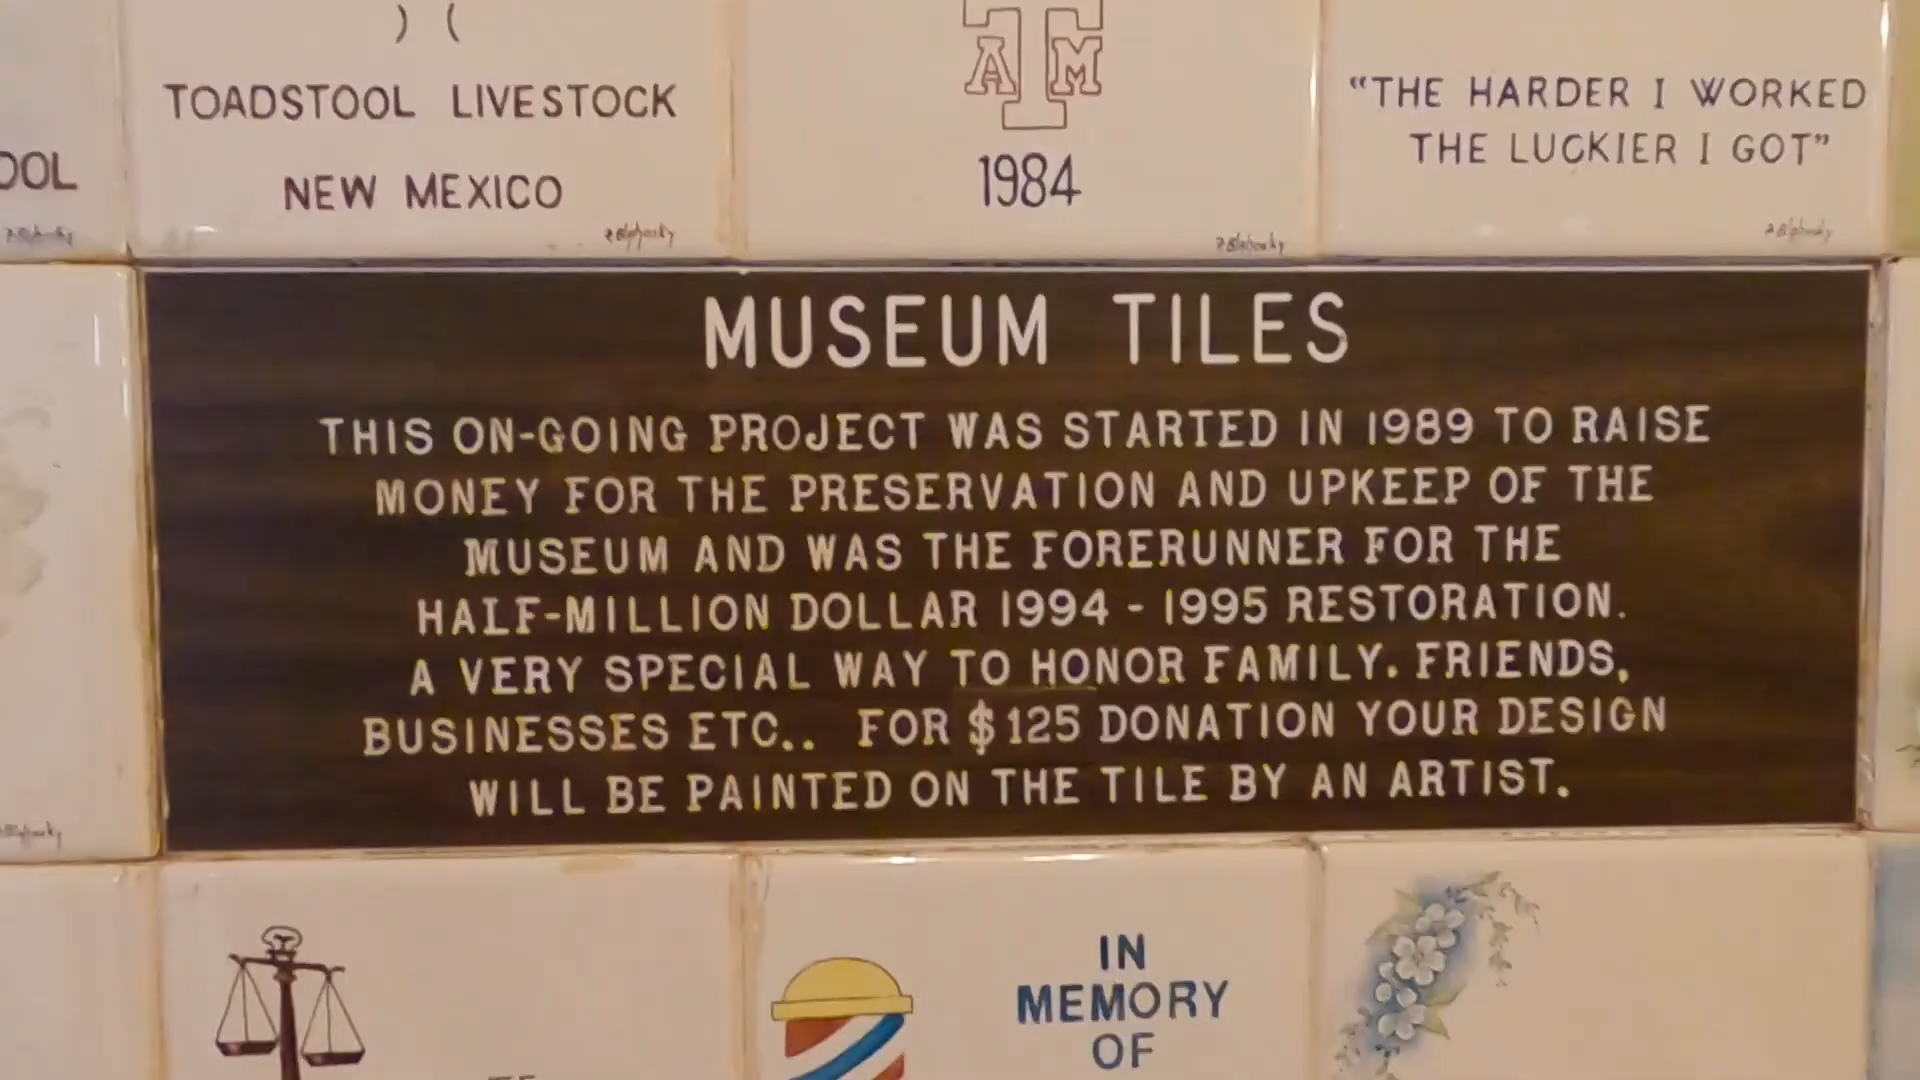 ) (
TOADSTOOL LIVESTOCK
NEW MEXICO
ATM
1984
"THE HARDER I WORKED
THE LUCKIER I GOT"
MUSEUM TILES
THIS ON-GOING PROJECT WAS STARTED IN 1989 TO RAISE
MONEY FOR THE PRESERVATION AND UPKEEP OF THE
MUSEUM AND WAS THE FORERUNNER FOR THE
HALF-MILLION DOLLAR 1994 - 1995 RESTORATION.
A VERY SPECIAL WAY TO HONOR FAMILY. FRIENDS,
BUSINESSES ETC.. FOR $125 DONATION YOUR DESIGN
WILL BE PAINTED ON THE TILE BY AN ARTIST.
IN
MEMORY
OF